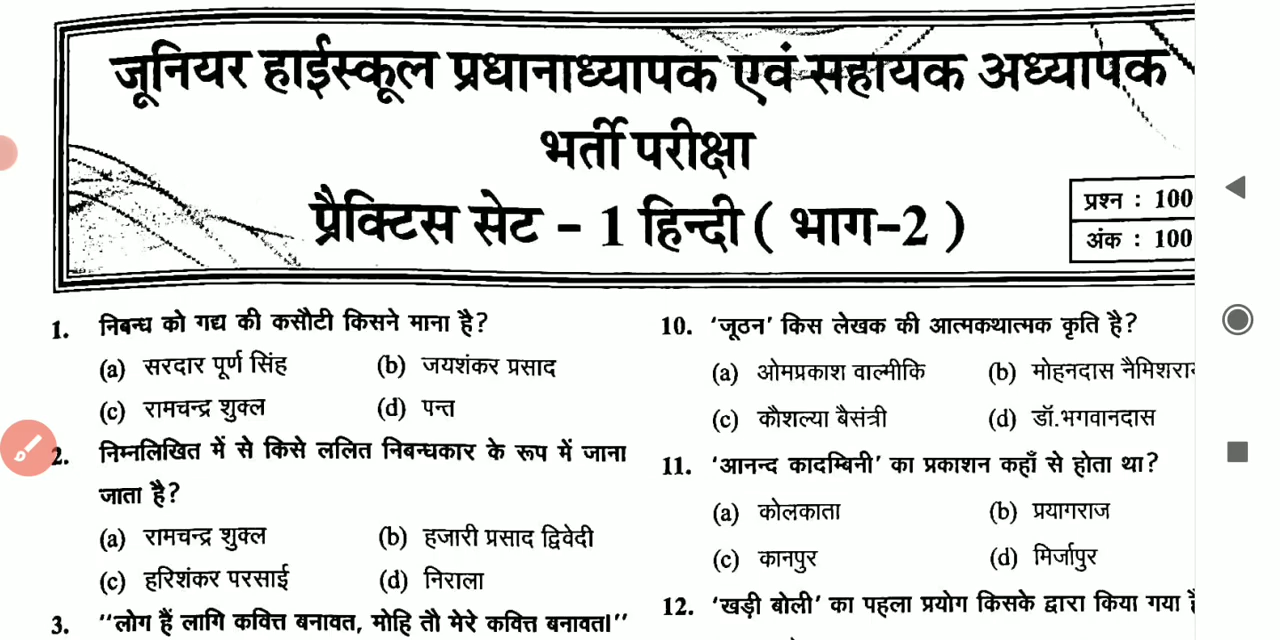 जूनियर हाईस्कूल प्रधानाध्यापक एवं सहायक अध्यापक
भर्ती परीक्षा
प्रैक्टिस सेट - 1 हिन्दी ( भाग-2 )
प्रश्न : 100
अंक : 100
1. निबन्ध को गद्य की कसौटी किसने माना है?
(a) सरदार पूर्ण सिंह (b) जयशंकर प्रसाद
(c) रामचन्द्र शुक्ल (d) पन्त
2. निम्नलिखित में से किसे ललित निबन्धकार के रूप में जाना
जाता है?
(a) रामचन्द्र शुक्ल (b) हजारी प्रसाद द्विवेदी
(c) हरिशंकर परसाई (d) निराला
3. ''लोग हैं लागि कवित्त बनावत, मोहि तौ मेरे कवित्त बनावत।''
10. 'जूठन' किस लेखक की आत्मकथात्मक कृति है?
(a) ओमप्रकाश वाल्मीकि (b) मोहनदास
(c) कौशल्या बैसंत्री (d) डॉ.भगवानदास
11. 'आनन्द कादम्बिनी' का प्रकाशन कहाँ से होता था?
(a) कोलकाता (b) प्रयागराज
(c) कानपुर (d) मिर्जापुर
12. 'खड़ी बोली' का पहला प्रयोग किसके द्वारा किया गया